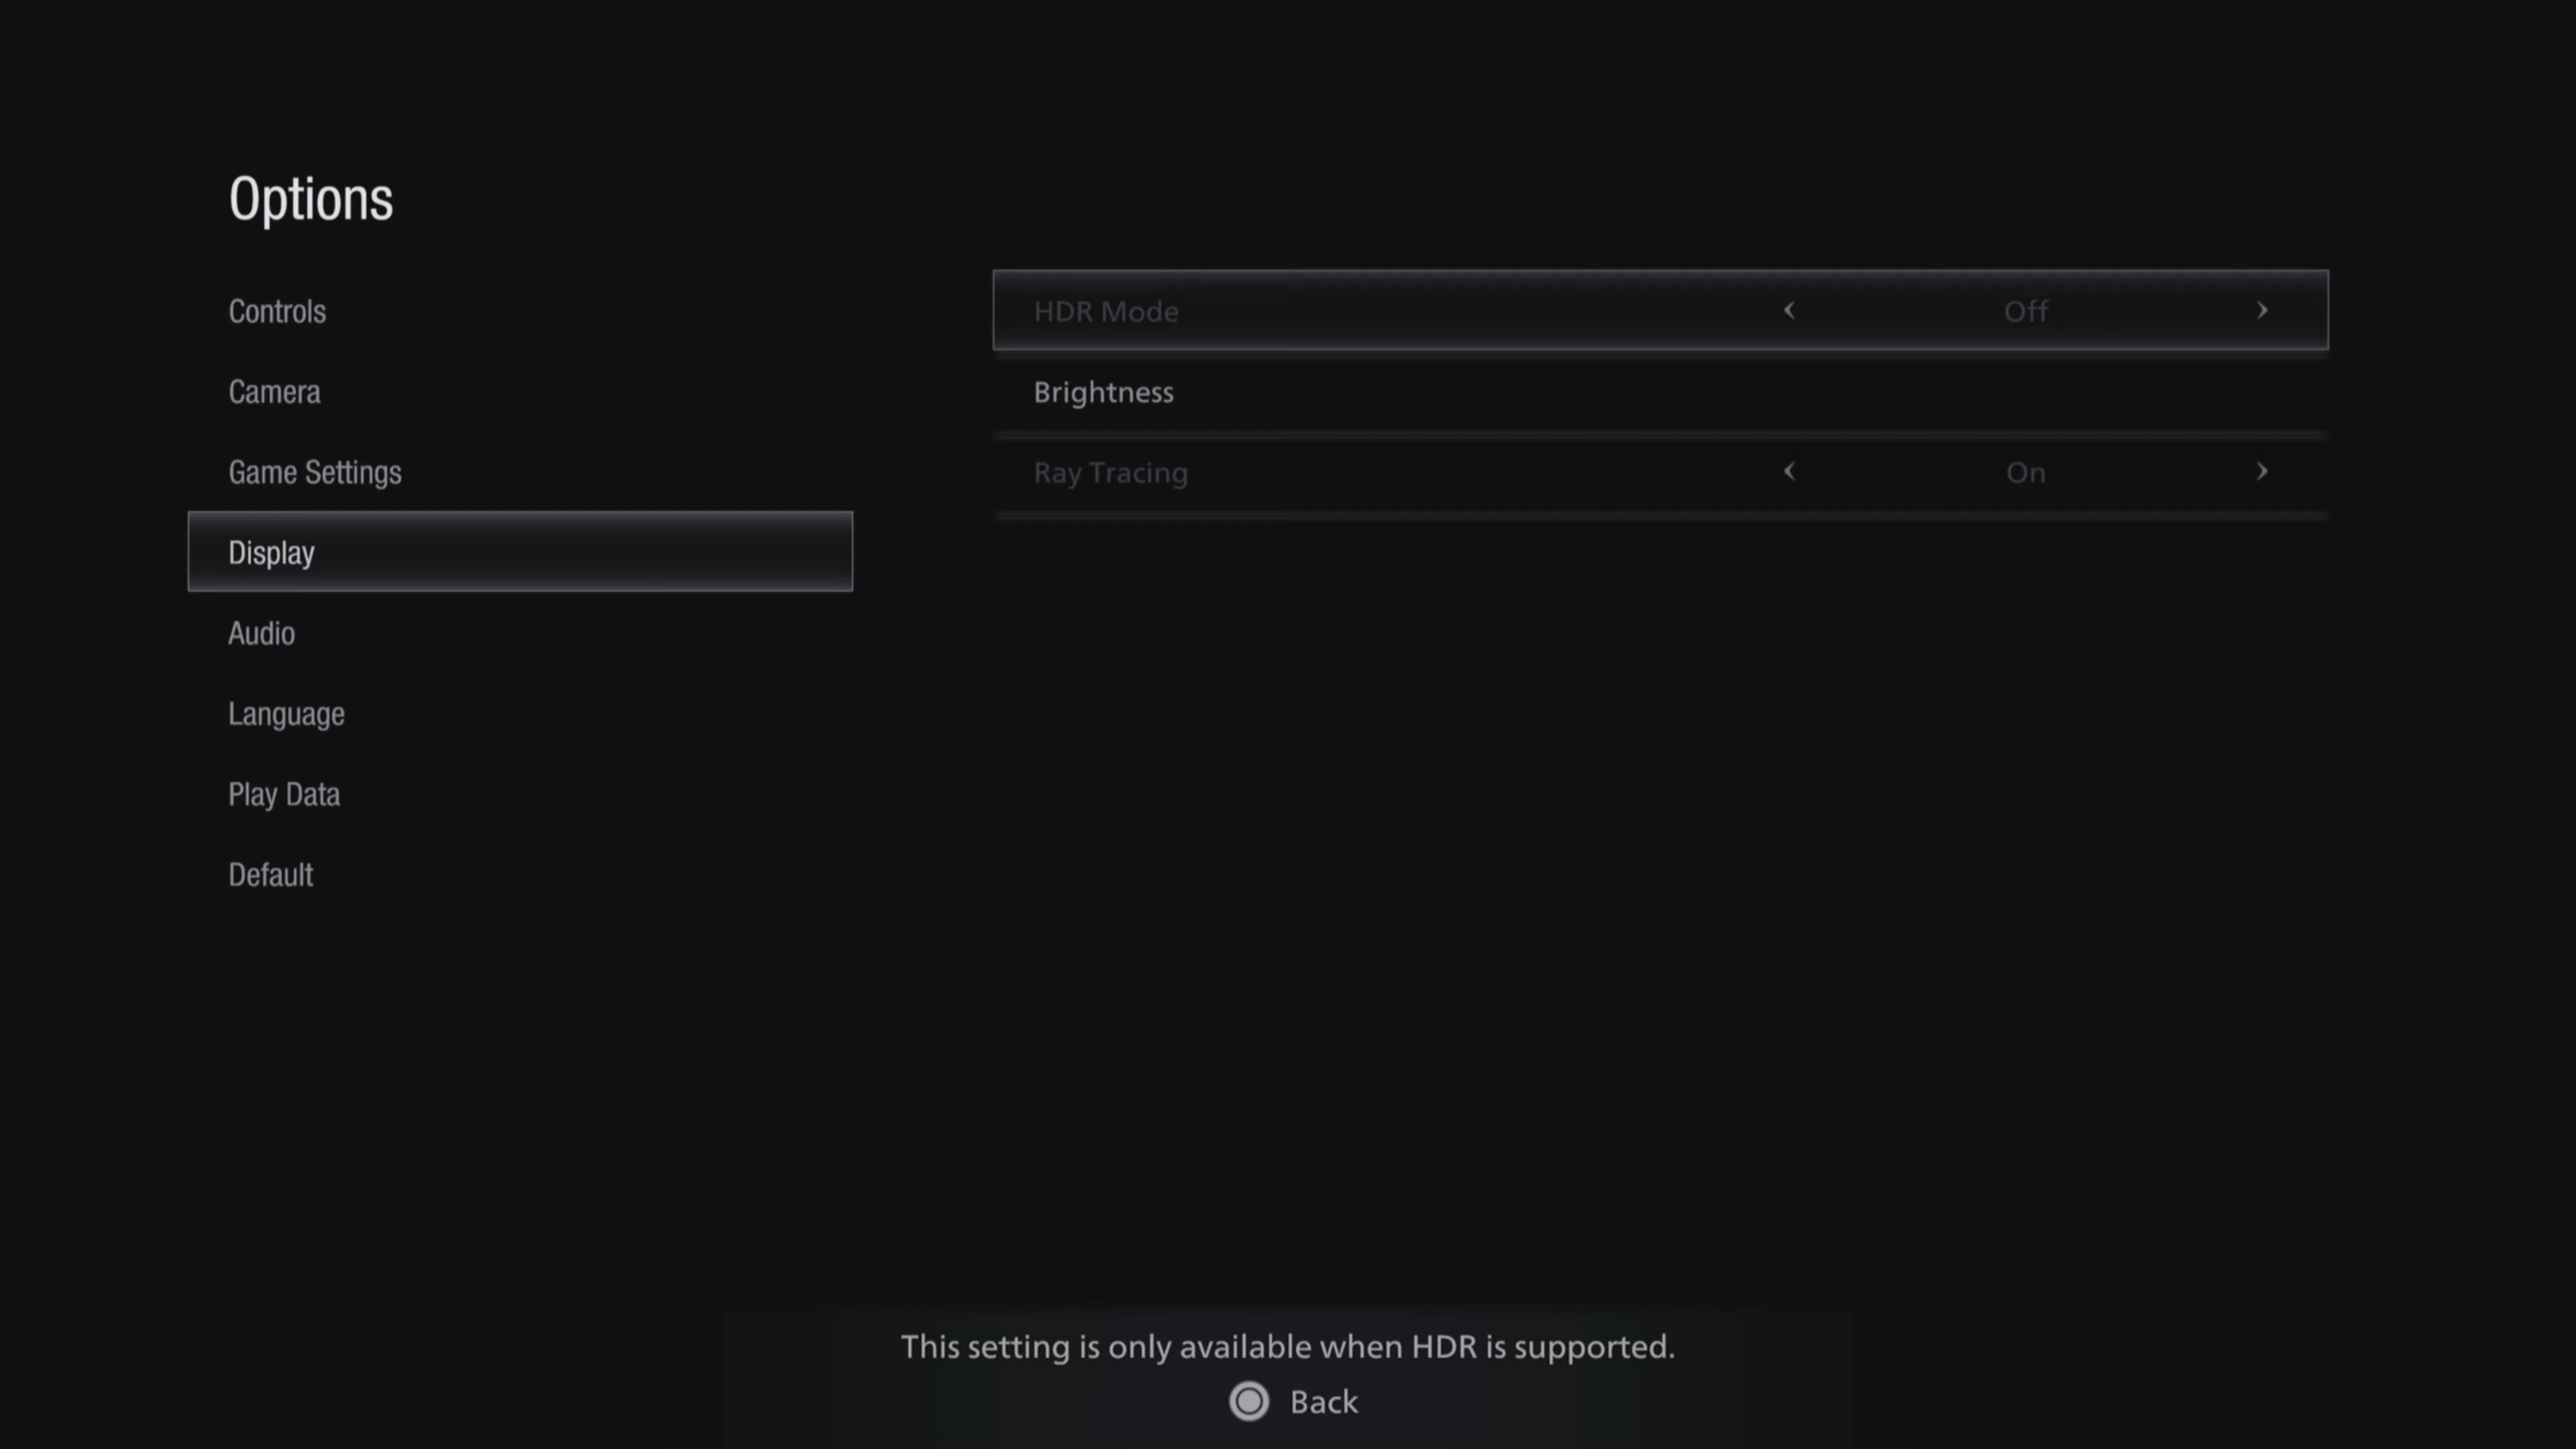 Options
Controls
Camera
Game Settings
Display
Audio
Language
Play Data
Default
HDR Mode Off
Brightness
Ray Tracing On
This setting is only available when HDR is supported.
Back